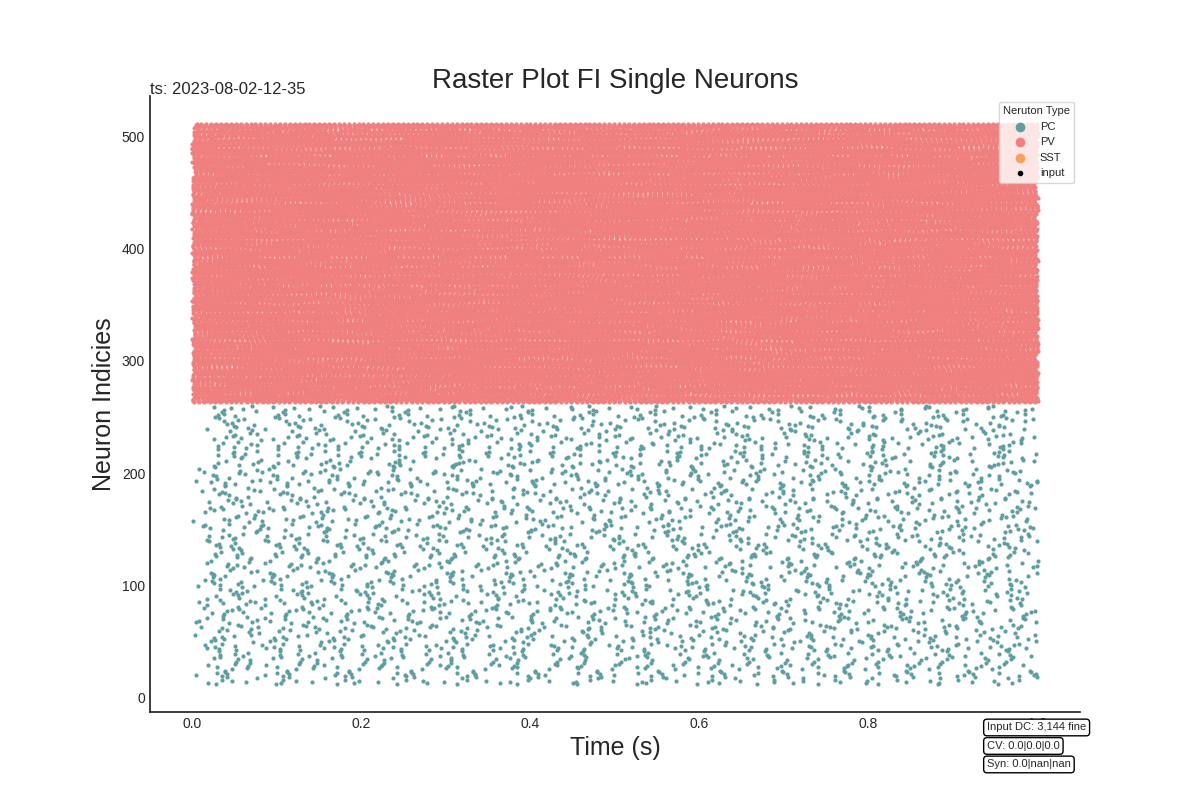 Raster Plot FI Single Neurons
ts: 2023-08-02-12-35
Neruton Type
PC
PV
SST
input
500
400
300
200
100
0
Neuron Indicies
0.0 0.2 0.4 0.6 0.8
Time (s)
Input DC: 3,144 fine
CV: 0.0|0.0|0.0
Syn: 0.0|nan|nan